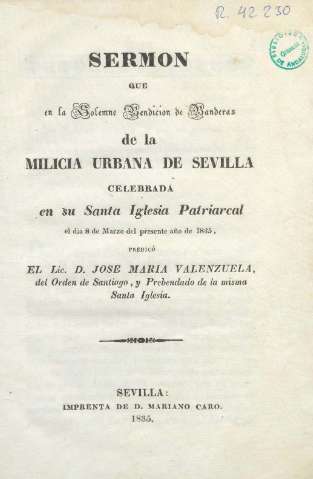 R. 42230
SERMON
QUE
en la Solemne Bendicion de Banderas
de la
MILICIA URBANA DE SEVILLA
CELEBRADA
en su Santa Iglesia Patriarcal
el dia 8 de Marzo del presente año de 1835,
PREDICÓ
EL Lic. D. JOSE MARIA VALENZUELA,
del Orden de Santiago, y Prebendado de la misma
Santa Iglesia.
SEVILLA:
IMPRENTA DE D. MARIANO CARO.
1835.